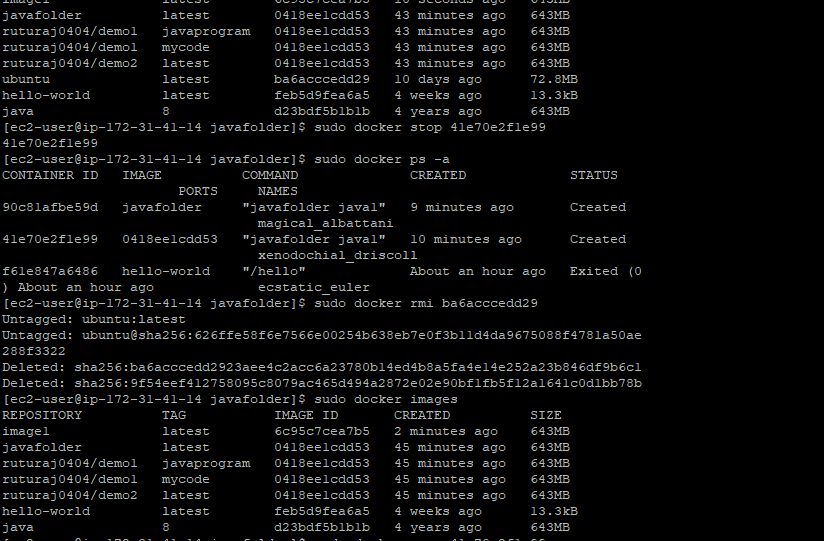 javafolder latest 0418ee1cdd53 43 minutes ago 643MB
ruturaj0404/demo1 javaprogram 0418ee1cdd53 43 minutes ago 643MB
ruturaj0404/demo1 mycode 0418ee1cdd53 43 minutes ago 643MB
ruturaj0404/demo2 latest 0418ee1cdd53 43 minutes ago 643MB
ubuntu latest ba6acccedd29 10 days ago 72.8MB
hello-world latest feb5d9fea6a5 4 weeks ago 13.3kB
java 8 d23bdf5b1b1b 4 years ago 643MB
[ec2-user@ip-172-31-41-14 javafolder]$ sudo docker stop 41e70e2f1e99
41e70e2f1e99
[ec2-user@ip-172-31-41-14 javafolder]$ sudo docker ps -a
CONTAINER ID IMAGE COMMAND CREATED STATUS
PORTS NAMES
90c81afbe59d javafolder "javafolder java1" 9 minutes ago Created
magical_albattani
41e70e2f1e99 0418ee1cdd53 "javafolder java1" 10 minutes ago Created
xenodochial_driscoll
f61e847a6486 hello-world "/hello" About an hour ago Exited (0
) About an hour ago ecstatic_euler
[ec2-user@ip-172-31-41-14 javafolder]$ sudo docker rmi ba6acccedd29
Untagged: ubuntu:latest
Untagged: ubuntu@sha256:626ffe58f6e7566e00254b638eb7e0f3b11d4da9675088f4781a50ae
288f3322
Deleted: sha256:ba6acccedd2923aee4c2acc6a23780b14ed4b8a5fa4e14e252a23b846df9b6c1
Deleted: sha256:9f54eef412758095c8079ac465d494a2872e02e90bf1fb5f12a1641c0d1bb78b
[ec2-user@ip-172-31-41-14 javafolder]$ sudo docker images
REPOSITORY TAG IMAGE ID CREATED SIZE
image1 latest 6c95c7cea7b5 2 minutes ago 643MB
javafolder latest 0418ee1cdd53 45 minutes ago 643MB
ruturaj0404/demo1 javaprogram 0418ee1cdd53 45 minutes ago 643MB
ruturaj0404/demo1 mycode 0418ee1cdd53 45 minutes ago 643MB
ruturaj0404/demo2 latest 0418ee1cdd53 45 minutes ago 643MB
hello-world latest feb5d9fea6a5 4 weeks ago 13.3kB
java 8 d23bdf5b1b1b 4 years ago 643MB